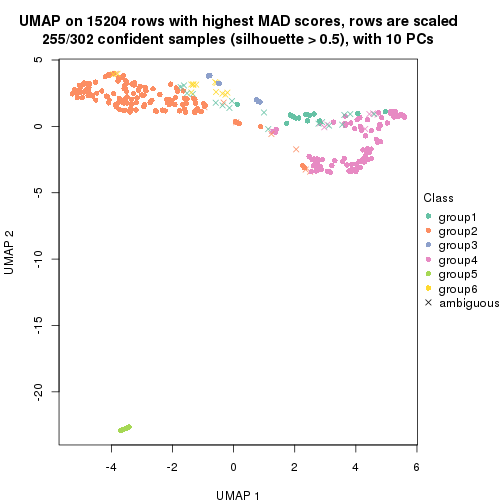 UMAP on 15204 rows with highest MAD scores, rows are scaled
255/302 confident samples (silhouette > 0.5), with 10 PCs
5
0
-5
-10
-15
-20
UMAP 2
-4
-2
0
2
4
6
UMAP 1
Class
group1
group2
group3
group4
group5
group6
ambiguous